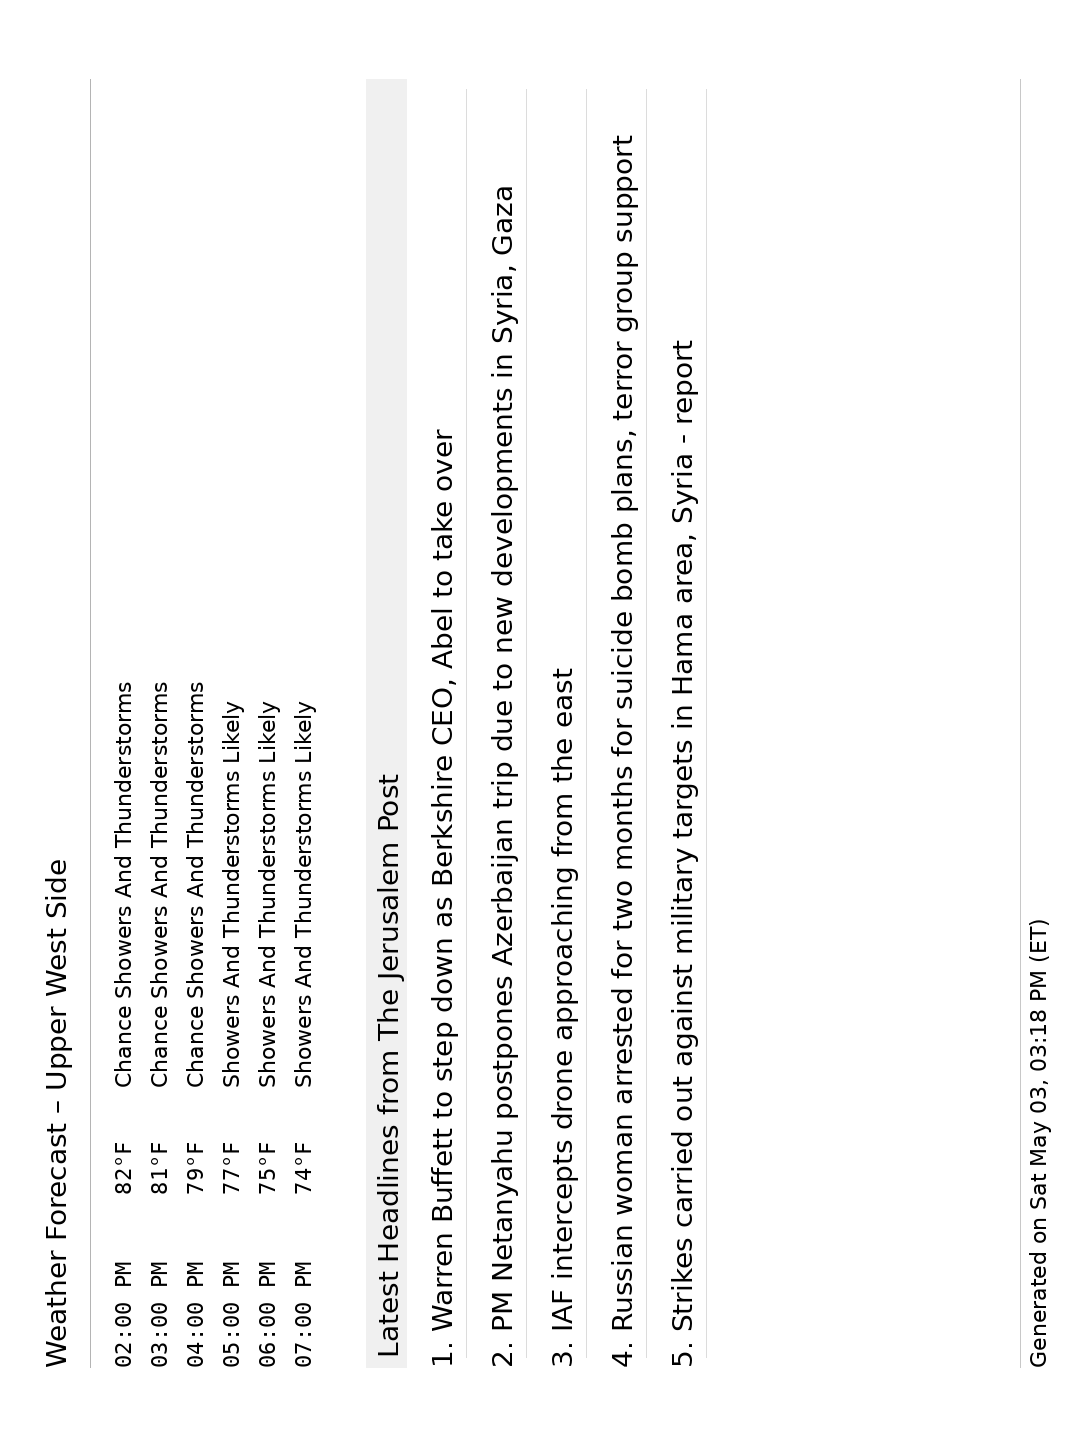 Weather Forecast – Upper West Side
02:00 PM 82°F Chance Showers And Thunderstorms
03:00 PM 81°F Chance Showers And Thunderstorms
04:00 PM 79°F Chance Showers And Thunderstorms
05:00 PM 77°F Showers And Thunderstorms Likely
06:00 PM 75°F Showers And Thunderstorms Likely
07:00 PM 74°F Showers And Thunderstorms Likely
Latest Headlines from The Jerusalem Post
1. Warren Buffett to step down as Berkshire CEO, Abel to take over
2. PM Netanyahu postpones Azerbaijan trip due to new developments in Syria, Gaza
3. IAF intercepts drone approaching from the east
4. Russian woman arrested for two months for suicide bomb plans, terror group support
5. Strikes carried out against military targets in Hama area, Syria - report
Generated on Sat May 03, 03:18 PM (ET)